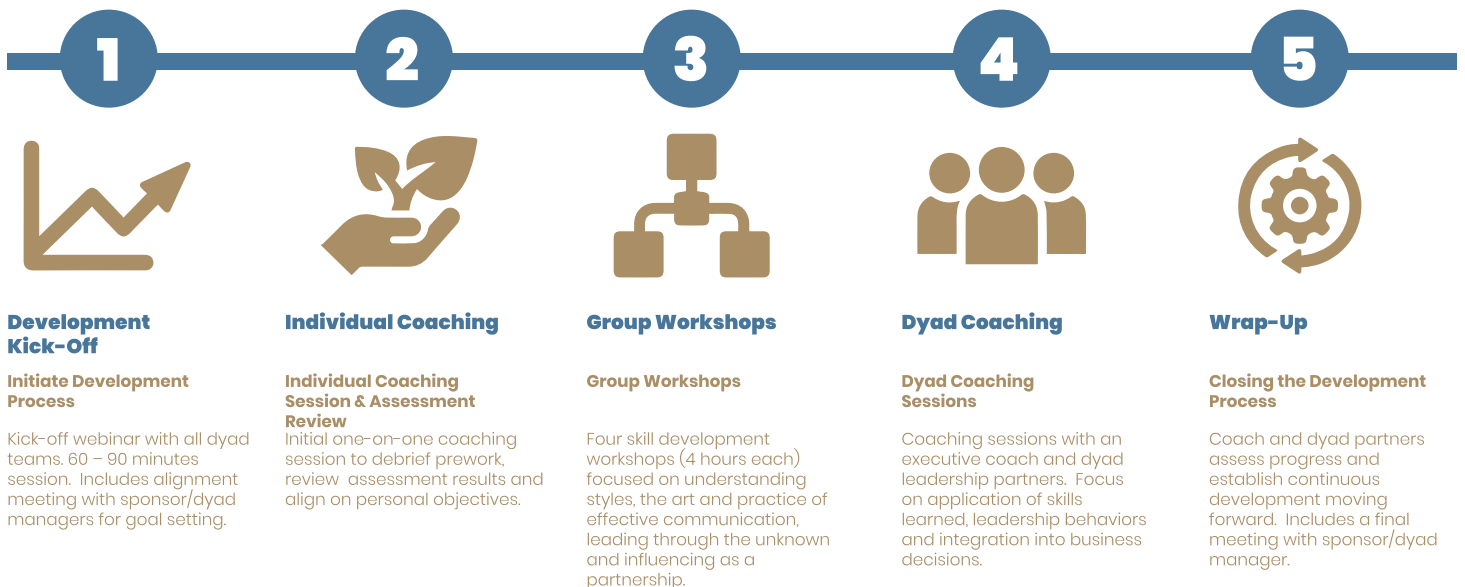 1
2
3
4
5
Development
Kick-Off
Initiate Development
Process
Kick-off webinar with all dyad
teams. 60 – 90 minutes
session.  Includes alignment
meeting with sponsor/dyad
managers for goal setting.
Individual Coaching
Individual Coaching
Session & Assessment
Review
Initial one-on-one coaching
session to debrief prework,
review  assessment results and
align on personal objectives.
Group Workshops
Group Workshops
Four skill development
workshops (4 hours each)
focused on understanding
styles, the art and practice of
effective communication,
leading through the unknown
and influencing as a
partnership.
Dyad Coaching
Dyad Coaching
Sessions
Coaching sessions with an
executive coach and dyad
leadership partners.  Focus
on application of skills
learned, leadership behaviors
and integration into business
decisions.
Wrap-Up
Closing the Development
Process
Coach and dyad partners
assess progress and
establish continuous
development moving
forward.  Includes a final
meeting with sponsor/dyad
manager.